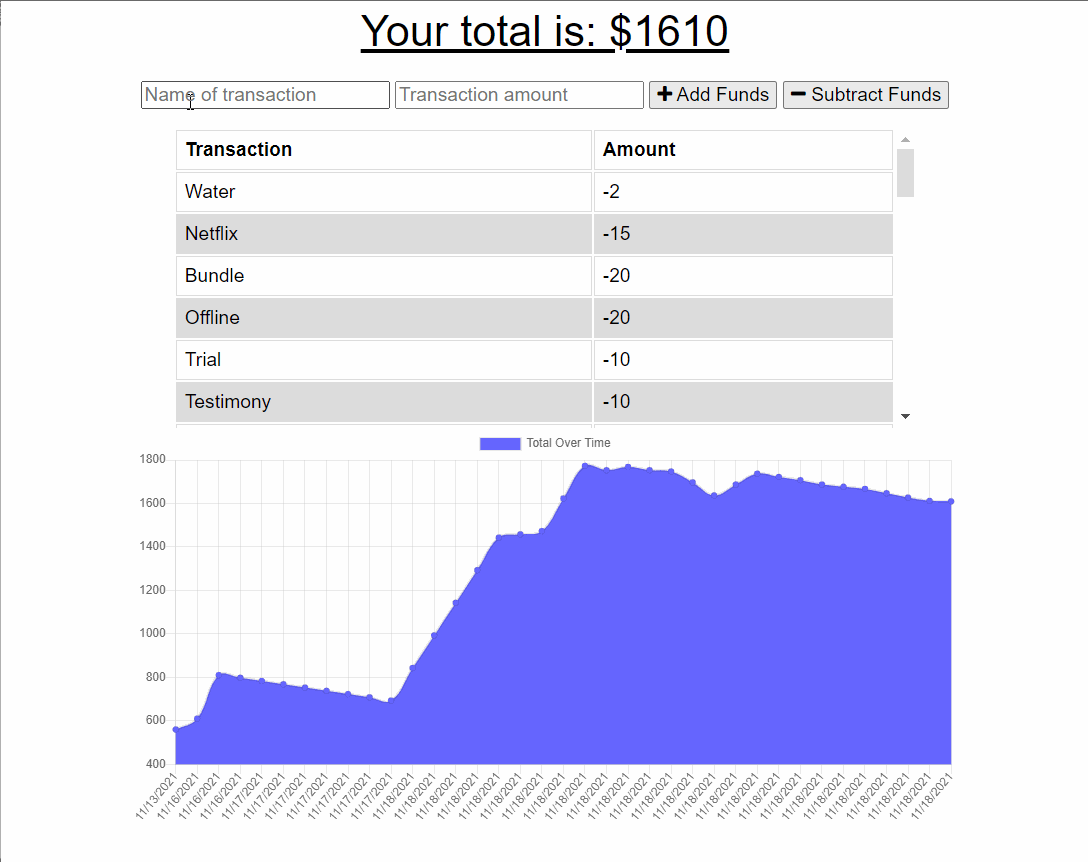 Your total is: $1610
Name of transaction Transaction amount Add Funds Subtract Funds
Transaction Amount
Water -2
Netflix -15
Bundle -20
Offline -20
Trial -10
Testimony -10
Total Over Time
1800
1600
1400
1200
1000
800
600
400
11/13/2021 11/16/2021 11/16/2021 11/16/2021 11/17/2021 11/17/2021 11/17/2021 11/17/2021 11/17/2021 11/17/2021 11/17/2021 11/18/2021 11/18/2021 11/18/2021 11/18/2021 11/18/2021 11/18/2021 11/18/2021 11/18/2021 11/18/2021 11/18/2021 11/18/2021 11/18/2021 11/18/2021 11/18/2021 11/18/2021 11/18/2021 11/18/2021 11/18/2021 11/18/2021 11/18/2021 11/18/2021 11/18/2021 11/18/2021 11/18/2021 11/18/2021 11/18/2021